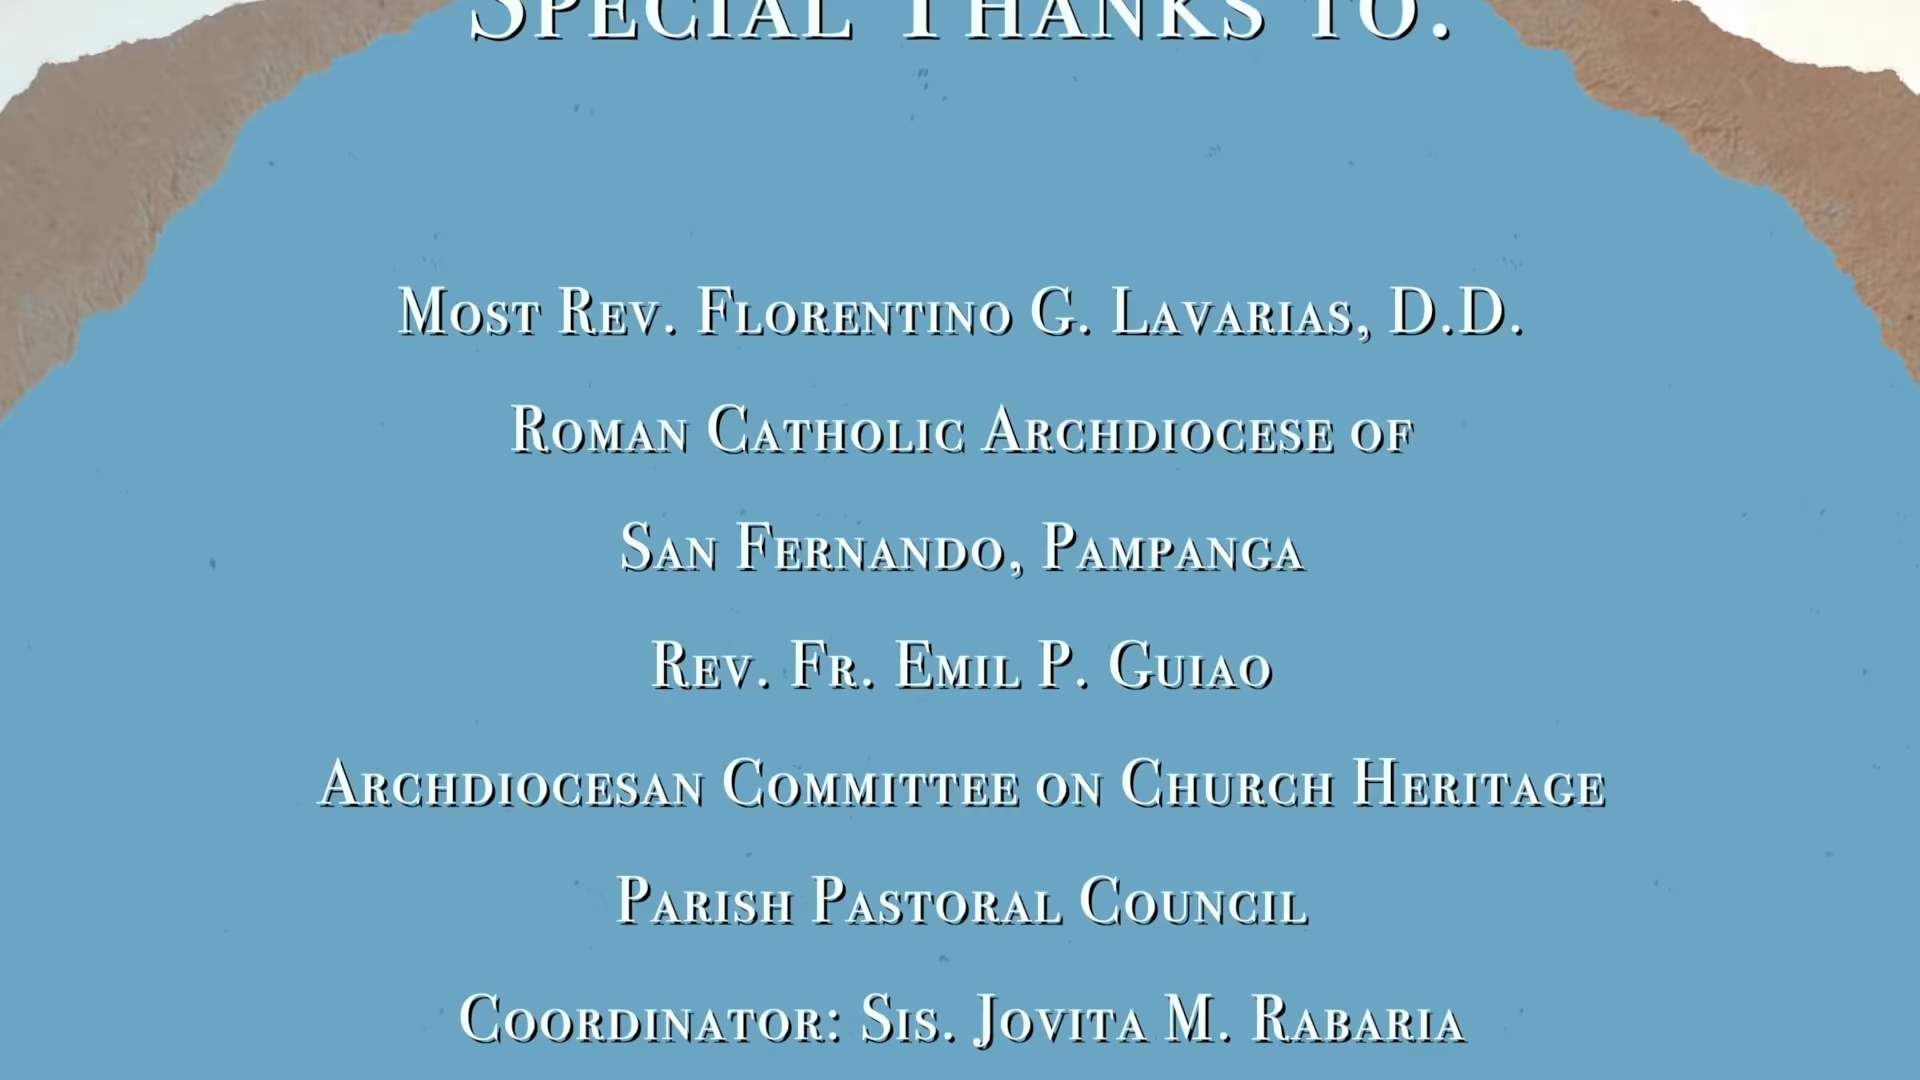 Special Thanks to:
Most Rev. Florentino G. Lavarias, D.D.
Roman Catholic Archdiocese of
San Fernando, Pampanga
Rev. Fr. Emil P. Guiao
Archdiocesan Committee on Church Heritage
Parish Pastoral Council
Coordinator: Sis. Jovita M. Rabaria